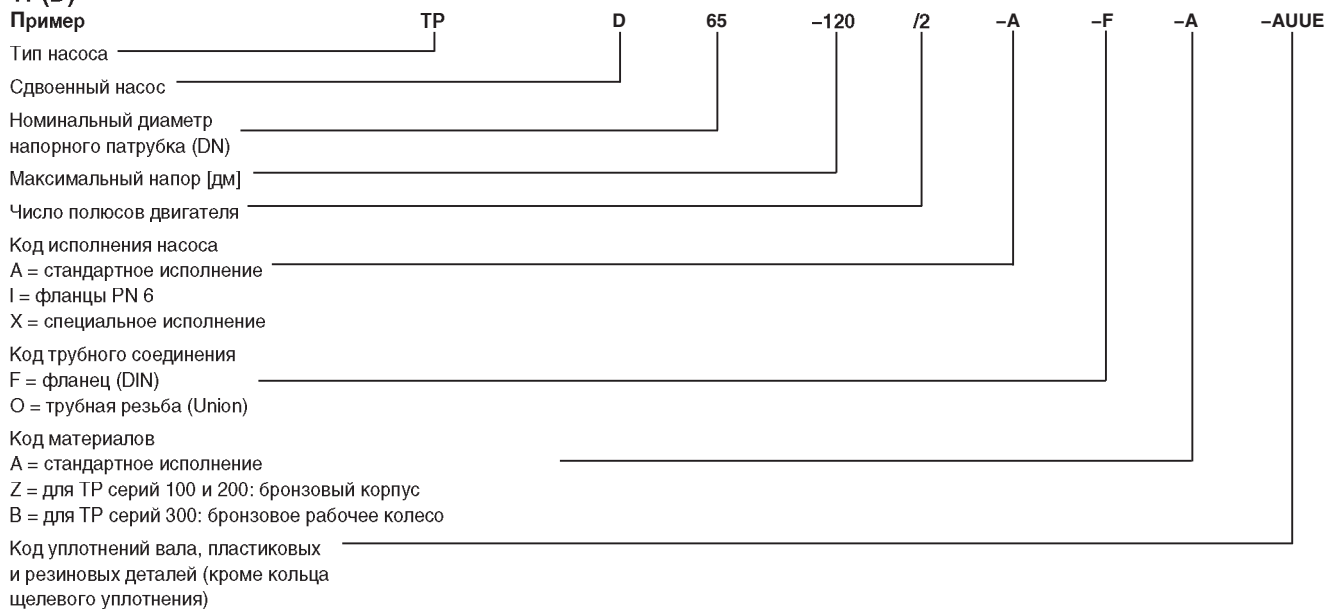 TP(D)
Пример TP D 65 –120 /2 –A –F –A –AUUE
Тип насоса
Сдвоенный насос
Номинальный диаметр
напорного патрубка (DN)
Максимальный напор [дм]
Число полюсов двигателя
Код исполнения насоса
A = стандартное исполнение
I = фланцы PN 6
X = специальное исполнение
Код трубного соединения
F = фланец (DIN)
O = трубная резьба (Union)
Код материалов
A = стандартное исполнение
Z = для TP серий 100 и 200: бронзовый корпус
B = для TP серий 300: бронзовое рабочее колесо
Код уплотнений вала, пластиковых
и резиновых деталей (кроме кольца
щелевого уплотнения)